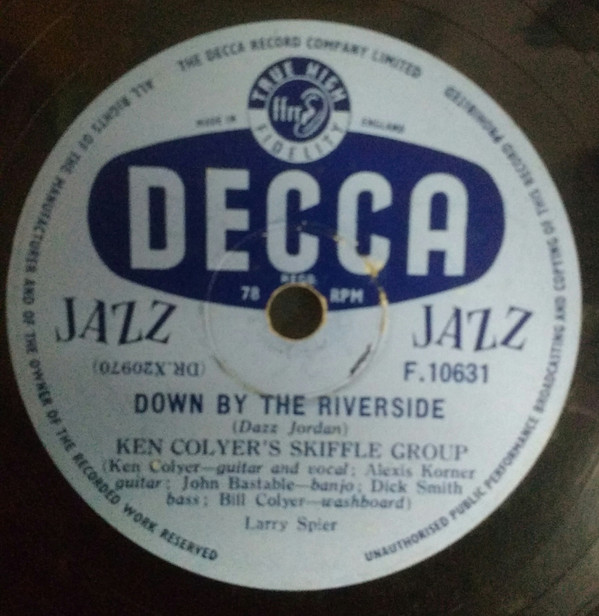 ALL RIGHTS OF THE MANUFACTURER AND OF THE OWNER OF THE RECORDED WORK RESERVED
THE DECCA RECORD COMPANY LIMITED
UNAUTHORISED PUBLIC PERFORMANCE BROADCASTING AND COPYING OF THIS RECORD PROHIBITED
TRUE HIGH
ffrr
FIDELITY
MADE IN ENGLAND
DECCA
REGD.
78 RPM
JAZZ JAZZ
(DR.X20970) F.10631
DOWN BY THE RIVERSIDE
(Dazz Jordan)
KEN COLYER'S SKIFFLE GROUP
(Ken Colyer—guitar and vocal; Alexis Korner
guitar; John Bastable—banjo; Dick Smith
bass; Bill Colyer—washboard)
Larry Spier